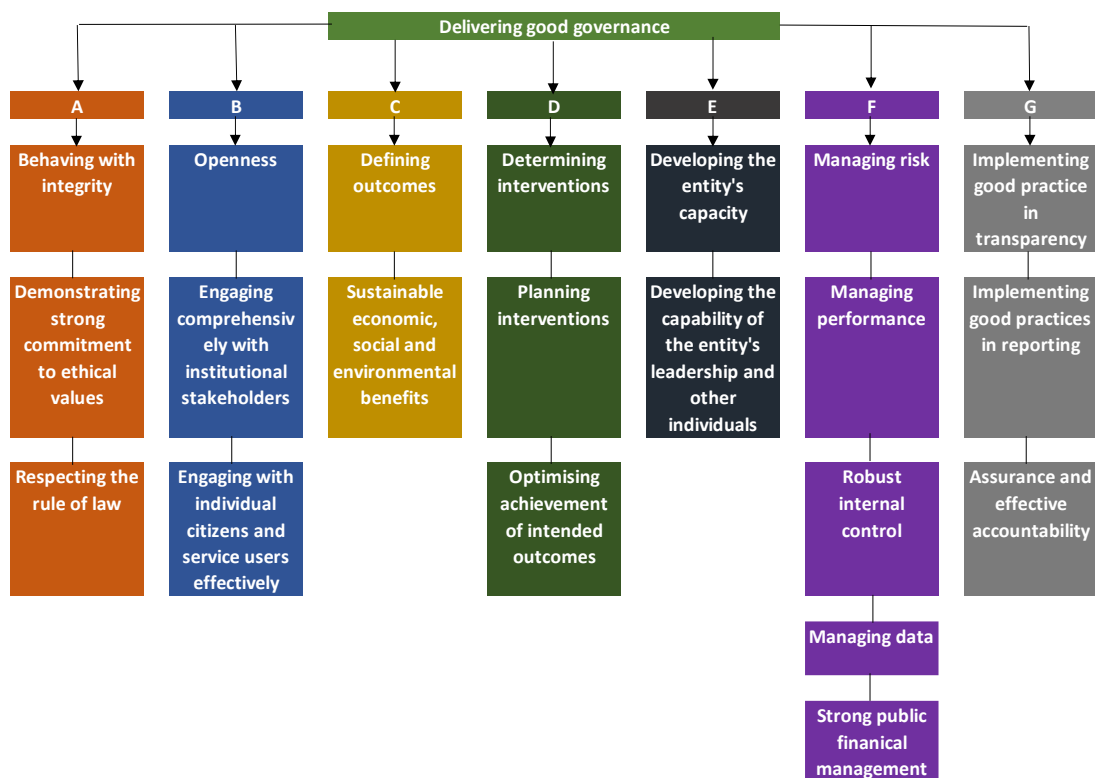 Delivering good governance
A
Behaving with
integrity
Demonstrating
strong
commitment
to ethical
values
Respecting the
rule of law
B
Openness
Engaging
comprehensiv
ely with
institutional
stakeholders
Engaging with
individual
citizens and
service users
effectively
C
Defining
outcomes
Sustainable
economic,
social and
environmental
benefits
D
Determining
interventions
Planning
interventions
Optimising
achievement
of intended
outcomes
E
Developing the
entity's
capacity
Developing the
capability of
the entity's
leadership and
other
individuals
F
Managing risk
Managing
performance
Robust
internal
control
Managing data
Strong public
finanical
management
G
Implementing
good practice
in
transparency
Implementing
good practices
in reporting
Assurance and
effective
accountability